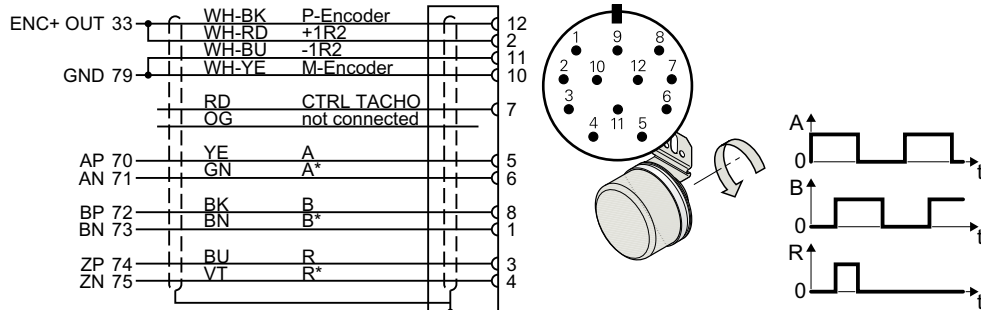 ENC+ OUT 33 WH-BK P-Encoder 12
WH-RD +1R2 2
WH-BU -1R2 11
GND 79 WH-YE M-Encoder 10
RD CTRL TACHO 7
OG not connected
AP 70 YE A 5
AN 71 GN A* 6
BP 72 BK B 8
BN 73 BN B* 1
ZP 74 BU R 3
ZN 75 VT R* 4
1 9 8
2 10 12 7
3 11 6
4 5
A
0 t
B
0 t
R
0 t